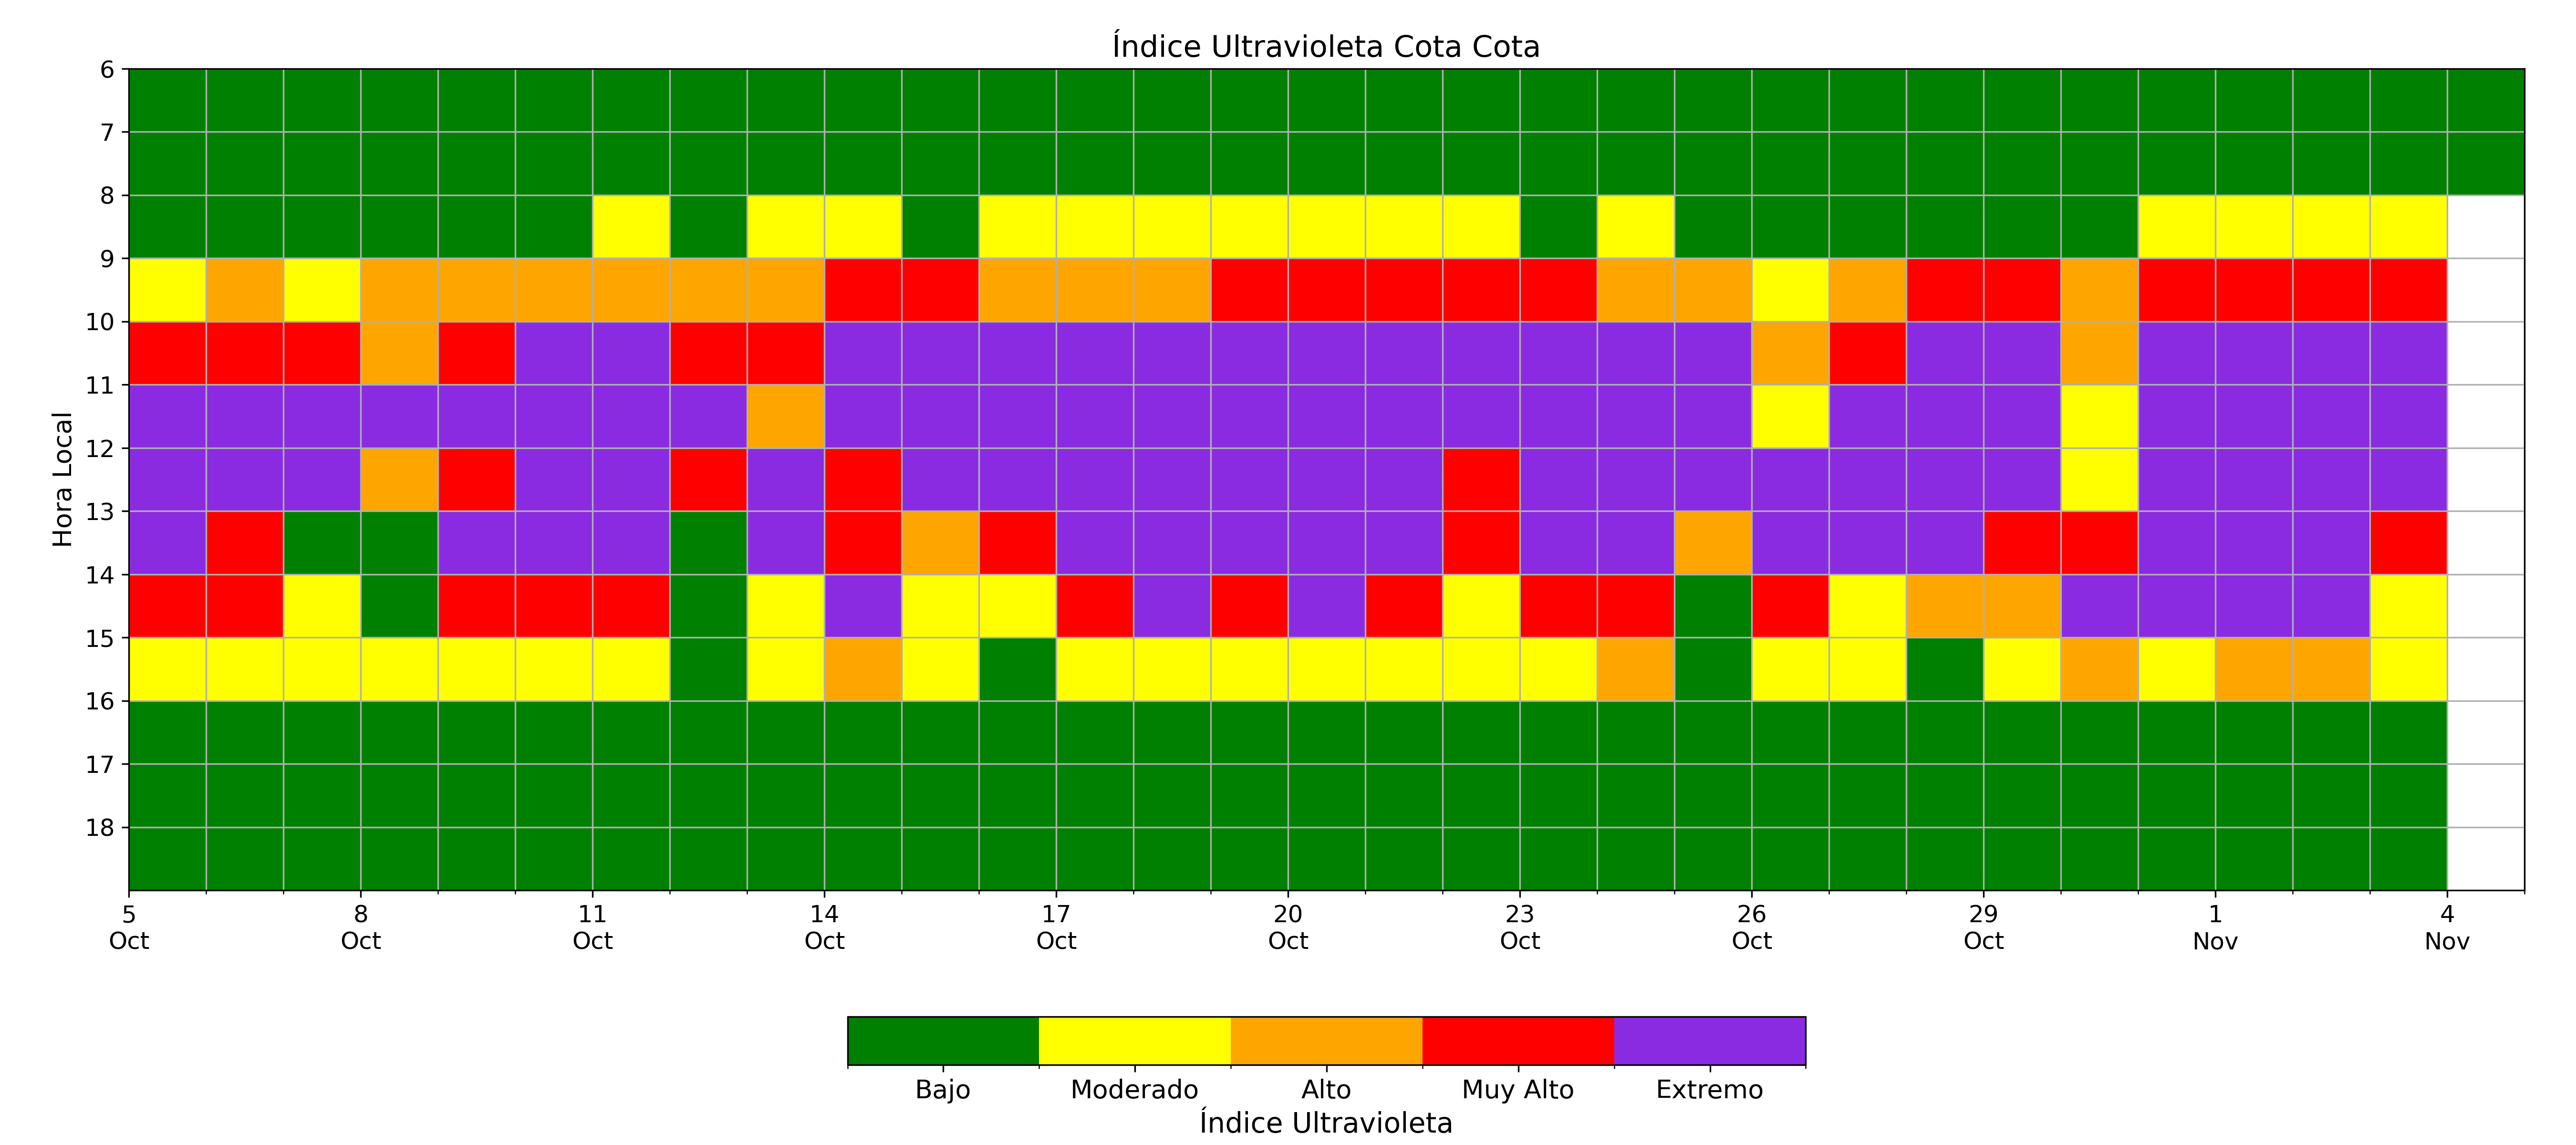 Índice Ultravioleta Cota Cota
Hora Local
6
7
8
9
10
11
12
13
14
15
16
17
18
5 8 11 14 17 20 23 26 29 1 4
Oct Oct Oct Oct Oct Oct Oct Oct Oct Nov Nov
Bajo Moderado Alto Muy Alto Extremo
Índice Ultravioleta